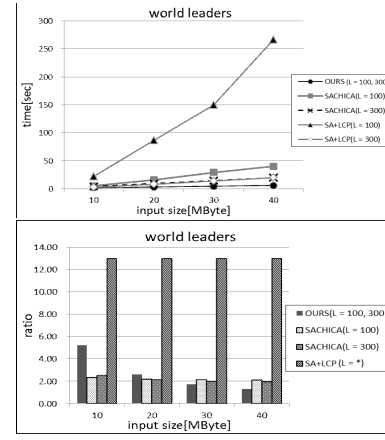 world leaders
300
250
200
150
100
50
0
time[sec]
10 20 30 40
input size[MByte]
OURS (L = 100, 300
SACHICA(L = 100)
SACHICA(L = 300)
SA+LCP(L = 100)
SA+LCP(L = 300)
world leaders
14.00
12.00
10.00
8.00
6.00
4.00
2.00
0.00
ratio
10 20 30 40
input size[MByte]
OURS(L = 100, 300
SACHICA(L = 100)
SACHICA(L = 300)
SA+LCP (L = *)